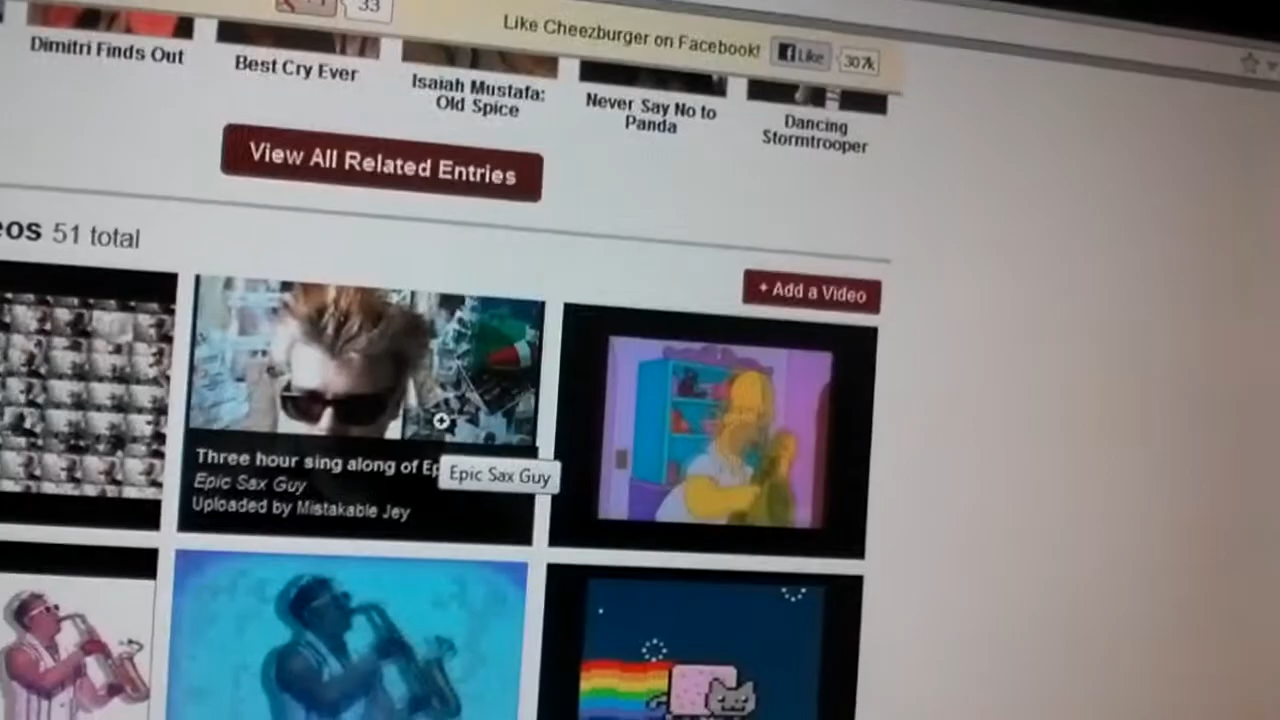 33
Like Cheezburger on Facebook!
Like
307k
Dimitri Finds Out
Best Cry Ever
Isaiah Mustafa:
Old Spice
Never Say No to
Panda
Dancing
Stormtrooper
View All Related Entries
51 total
+ Add a Video
Three hour sing along of Ep
Epic Sax Guy
Epic Sax Guy
Uploaded by Mistakable Jey